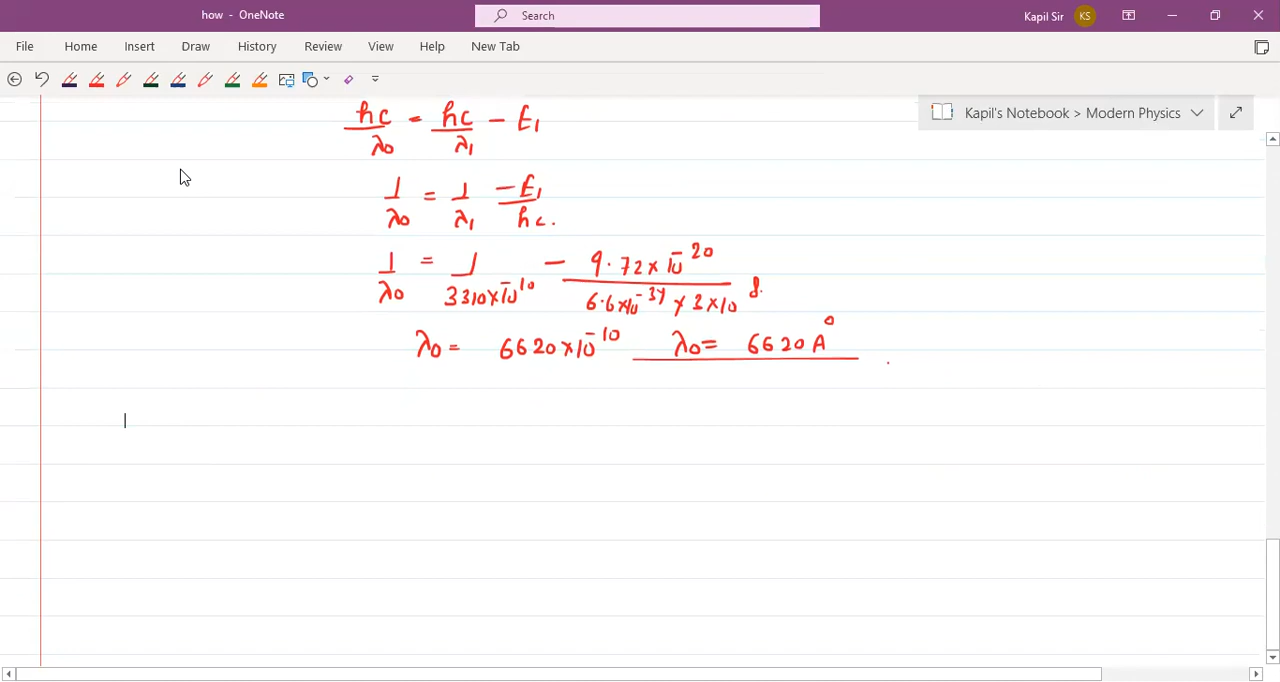 how - OneNote
Search
Kapil Sir KS
File Home Insert Draw History Review View Help New Tab
Kapil's Notebook > Modern Physics
hc/λ0 = hc/λ1 - E1
1/λ0 = 1/λ1 - E1/hc.
1/λ0 = 1/3310×10^-10 - 9.72×10^-20/6.6×10^-34 × 3×10^8.
λ0 = 6620×10^-10 λ0 = 6620 A°